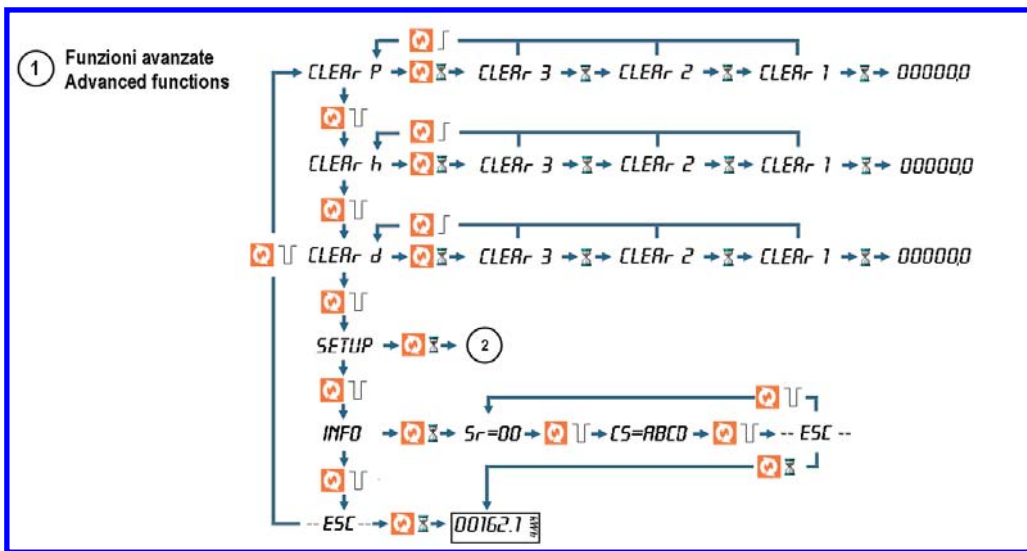 1 Funzioni avanzate
Advanced functions
CLEAr P CLEAr 3 CLEAr 2 CLEAr 1 00000,0
CLEAr h CLEAr 3 CLEAr 2 CLEAr 1 00000,0
CLEAr d CLEAr 3 CLEAr 2 CLEAr 1 00000,0
SETUP 2
INFO Sr=00 CS=ABCD -- ESC --
-- ESC -- 00162.1 kWh